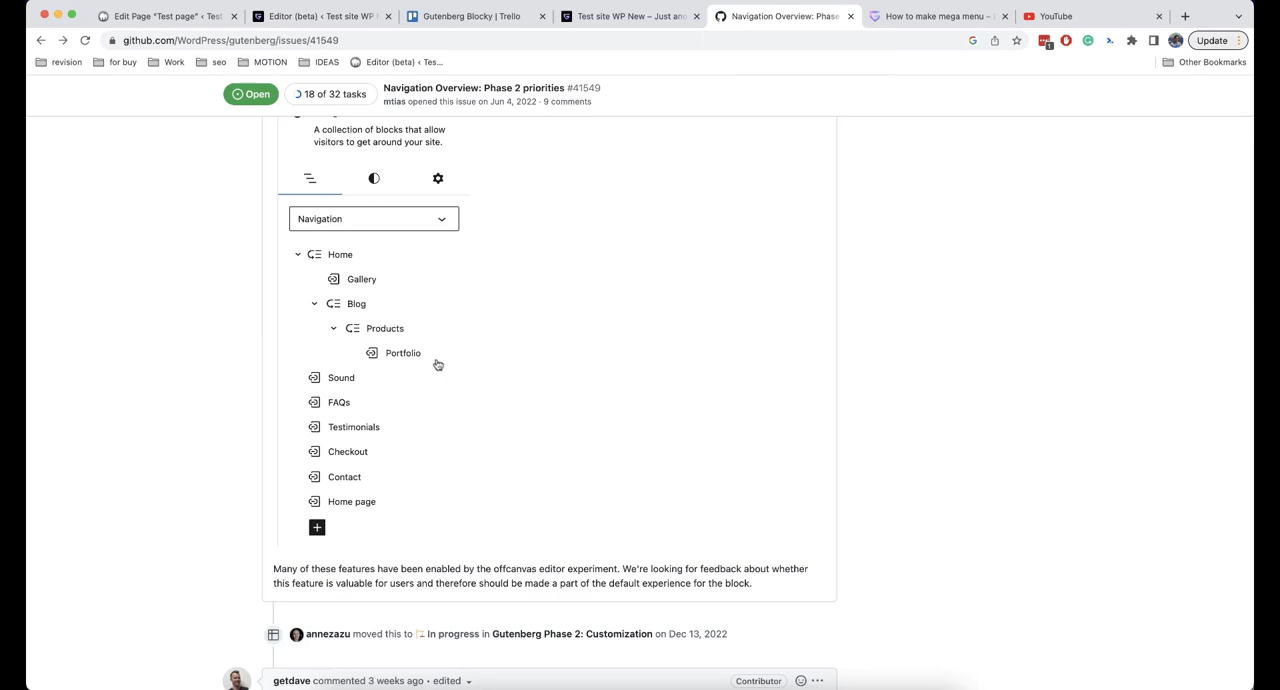 Edit Page "Test page" ‹ Test
Editor (beta) ‹ Test site WP N
Gutenberg Blocky | Trello
Test site WP New – Just ano
Navigation Overview: Phase
How to make mega menu –
YouTube
github.com/WordPress/gutenberg/issues/41549
1
Update
revision
for buy
Work
seo
MOTION
IDEAS
Editor (beta) ‹ Tes...
Other Bookmarks
Open
18 of 32 tasks
Navigation Overview: Phase 2 priorities #41549
mtias opened this issue on Jun 4, 2022 · 9 comments
A collection of blocks that allow
visitors to get around your site.
Navigation
Home
Gallery
Blog
Products
Portfolio
Sound
FAQs
Testimonials
Checkout
Contact
Home page
Many of these features have been enabled by the offcanvas editor experiment. We're looking for feedback about whether
this feature is valuable for users and therefore should be made a part of the default experience for the block.
annezazu moved this to In progress in Gutenberg Phase 2: Customization on Dec 13, 2022
getdave commented 3 weeks ago · edited
Contributor